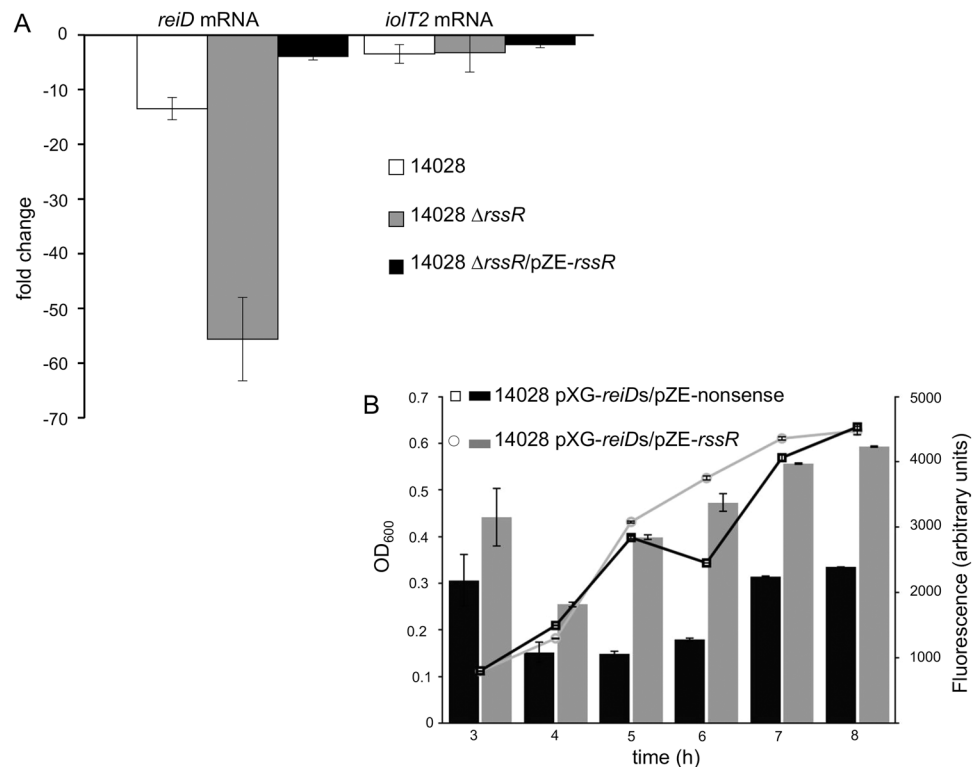 A
reiD mRNA
iolT2 mRNA
0
-10
-20
-30
-40
-50
-60
-70
fold change
14028
14028 ΔrssR
14028 ΔrssR/pZE-rssR
B
14028 pXG-reiDs/pZE-nonsense
14028 pXG-reiDs/pZE-rssR
0.7
0.6
0.5
0.4
0.3
0.2
0.1
0
OD600
5000
4000
3000
2000
1000
Fluorescence (arbitrary units)
3 4 5 6 7 8
time (h)